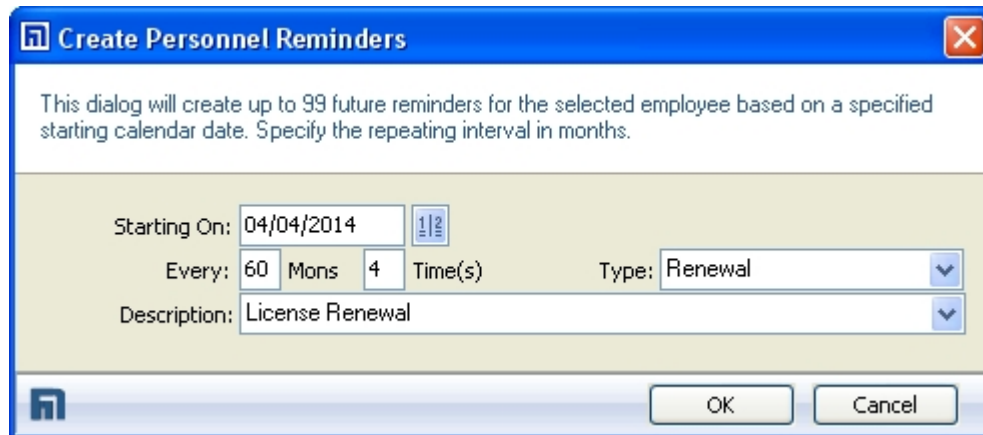 Create Personnel Reminders
This dialog will create up to 99 future reminders for the selected employee based on a specified
starting calendar date. Specify the repeating interval in months.
Starting On: 04/04/2014
Every: 60 Mons 4 Time(s) Type: Renewal
Description: License Renewal
OK Cancel